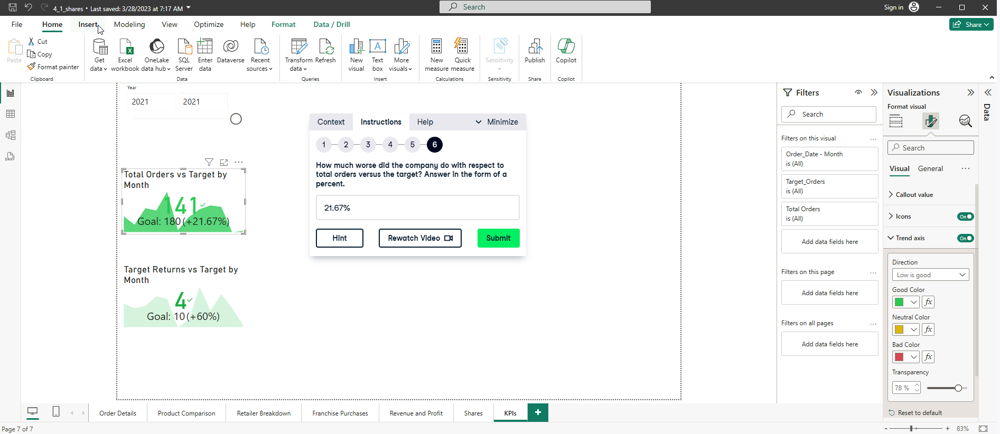 4_1_shares • Last saved: 3/28/2023 at 7:17 AM
Search
Sign in
File
Home
Insert
Modeling
View
Optimize
Help
Format
Data / Drill
Share
Paste
Cut
Copy
Format painter
Clipboard
Get data
Excel workbook
OneLake data hub
SQL Server
Enter data
Dataverse
Recent sources
Data
Transform data
Refresh
Queries
New visual
Text box
More visuals
Insert
New measure
Quick measure
Calculations
Sensitivity
Sensitivity
Publish
Share
Copilot
Copilot
Year
2021
2021
Total Orders vs Target by
Month
141
Goal: 180 (+21.67%)
Target Returns vs Target by
Month
4
Goal: 10 (+60%)
Context
Instructions
Help
Minimize
1
2
3
4
5
6
How much worse did the company do with respect to
total orders versus the target? Answer in the form of a
percent.
21.67%
Hint
Rewatch Video
Submit
Filters
Search
Filters on this visual
Order_Date - Month
is (All)
Target_Orders
is (All)
Total Orders
is (All)
Add data fields here
Filters on this page
Add data fields here
Filters on all pages
Add data fields here
Visualizations
Format visual
Search
Visual
General
Callout value
Icons
On
Trend axis
On
Direction
Low is good
Good Color
fx
Neutral Color
fx
Bad Color
fx
Transparency
78 %
Reset to default
Data
DAX
Order Details
Product Comparison
Retailer Breakdown
Franchise Purchases
Revenue and Profit
Shares
KPIs
+
Page 7 of 7
- + 83%